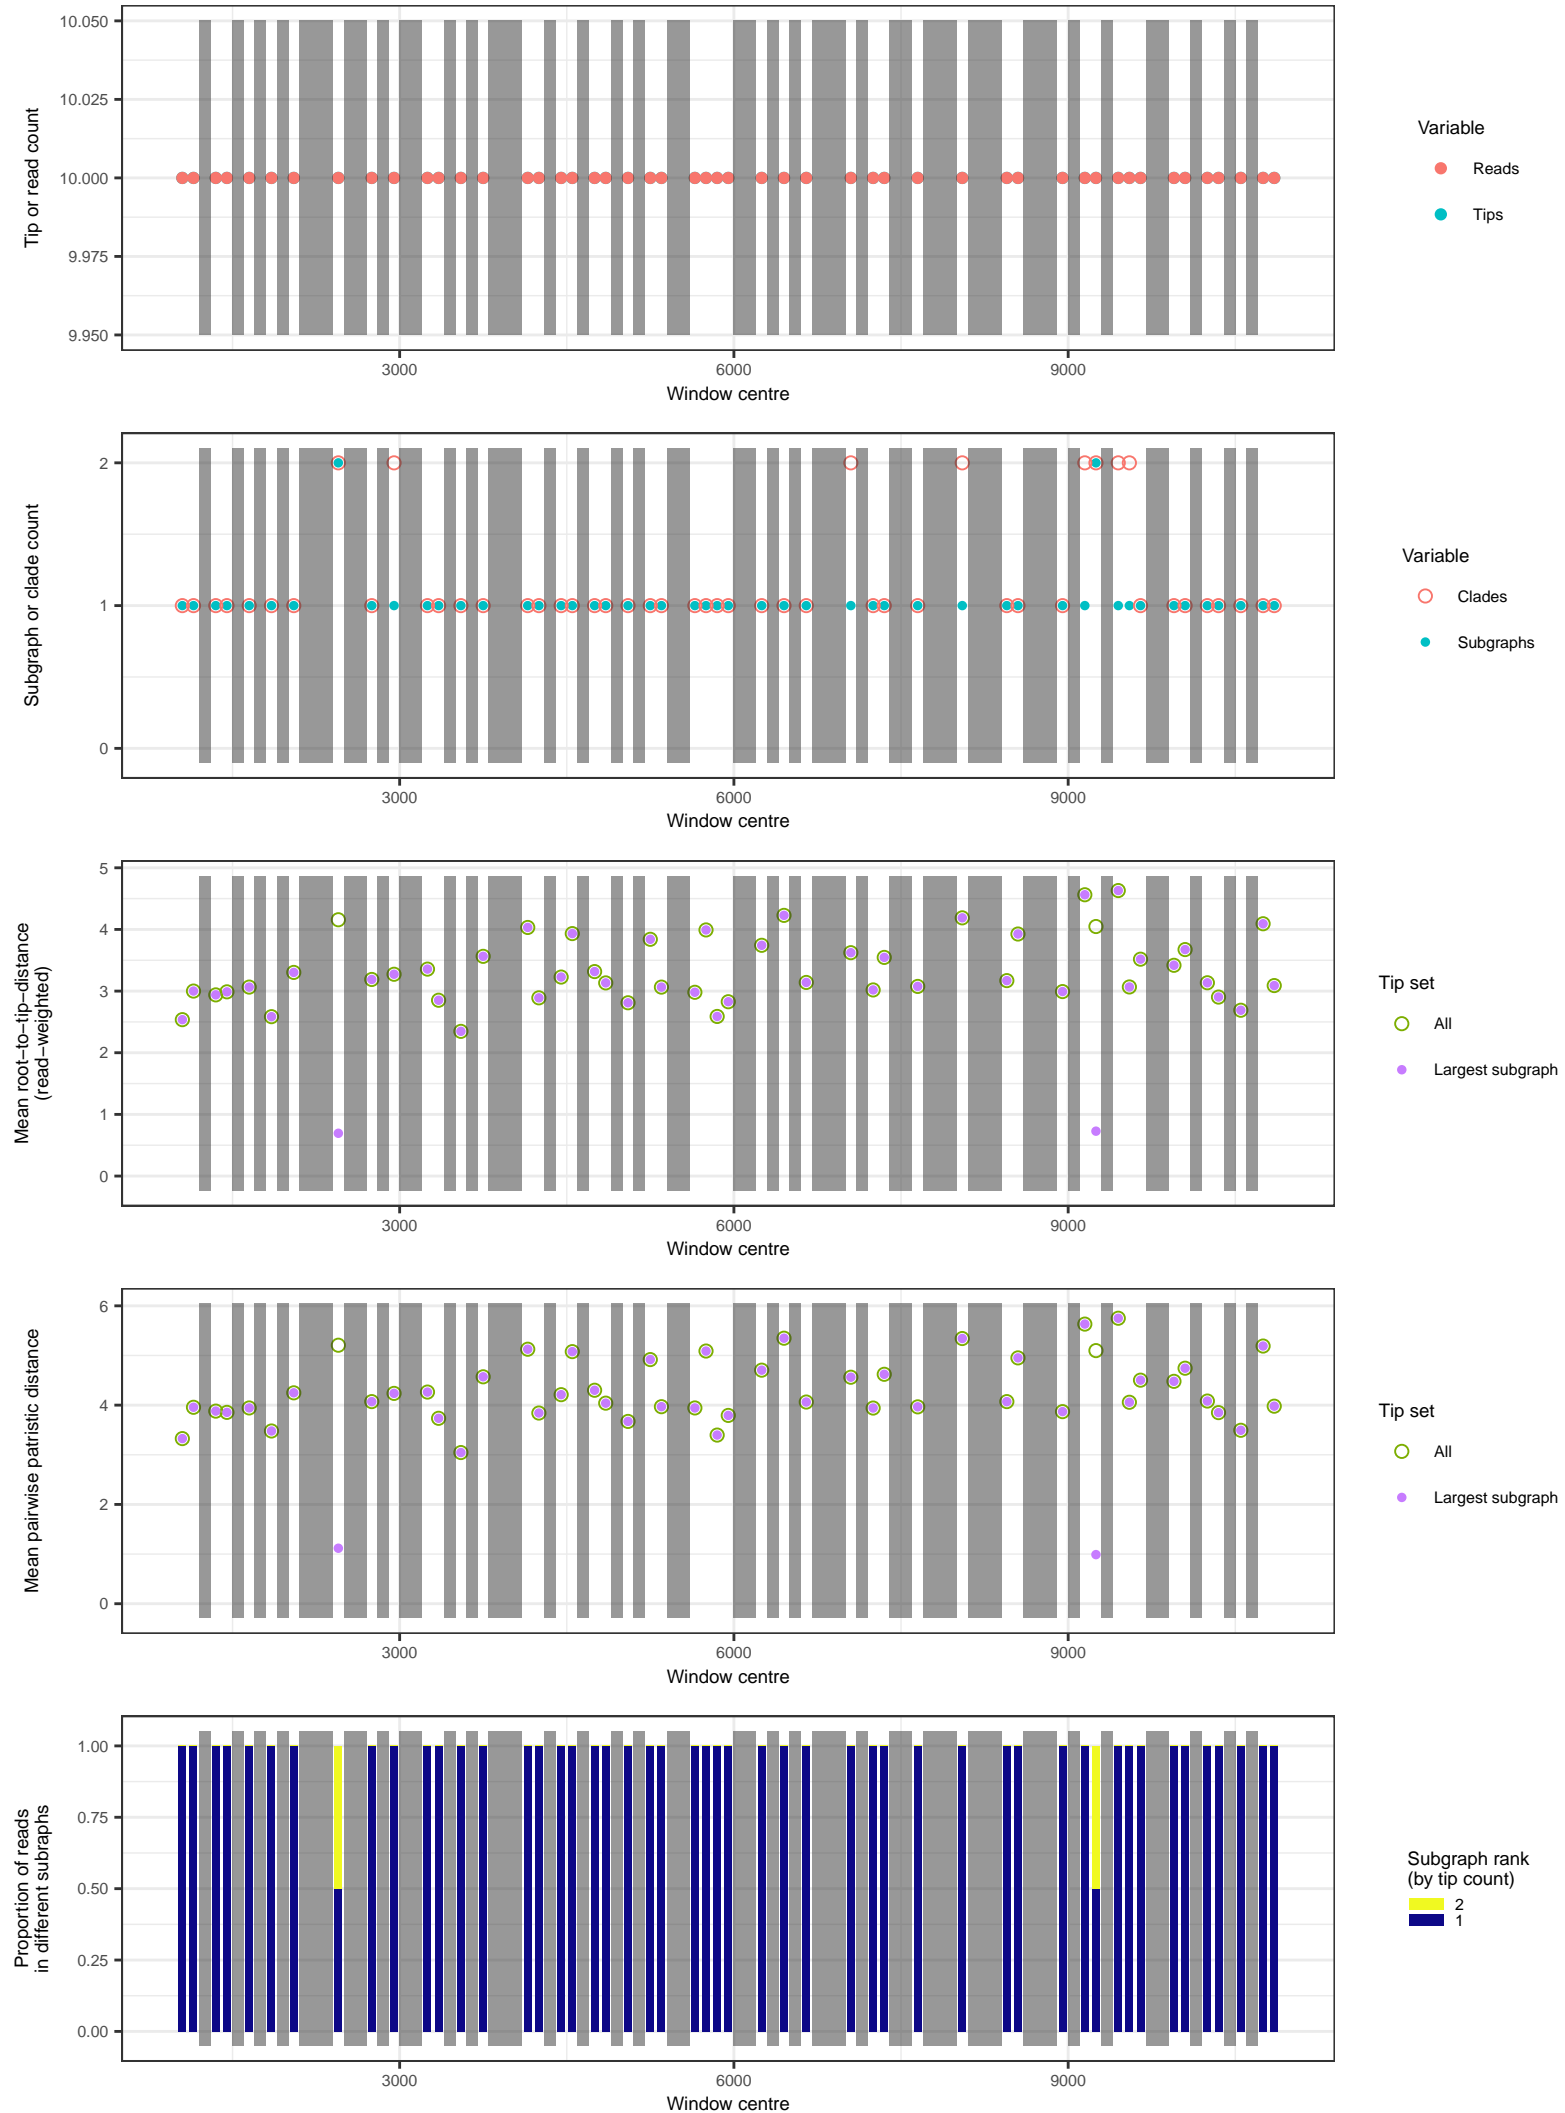 10.050
10.025
10.000
9.975
9.950
Tip or read count
3000 6000 9000
Window centre
Variable
Reads
Tips
2
1
0
Subgraph or clade count
3000 6000 9000
Window centre
Variable
Clades
Subgraphs
5
4
3
2
1
0
Mean root−to−tip−distance
(read−weighted)
3000 6000 9000
Window centre
Tip set
All
Largest subgraph
6
4
2
0
Mean pairwise patristic distance
3000 6000 9000
Window centre
Tip set
All
Largest subgraph
1.00
0.75
0.50
0.25
0.00
Proportion of reads
in different subraphs
3000 6000 9000
Window centre
Subgraph rank
(by tip count)
2
1